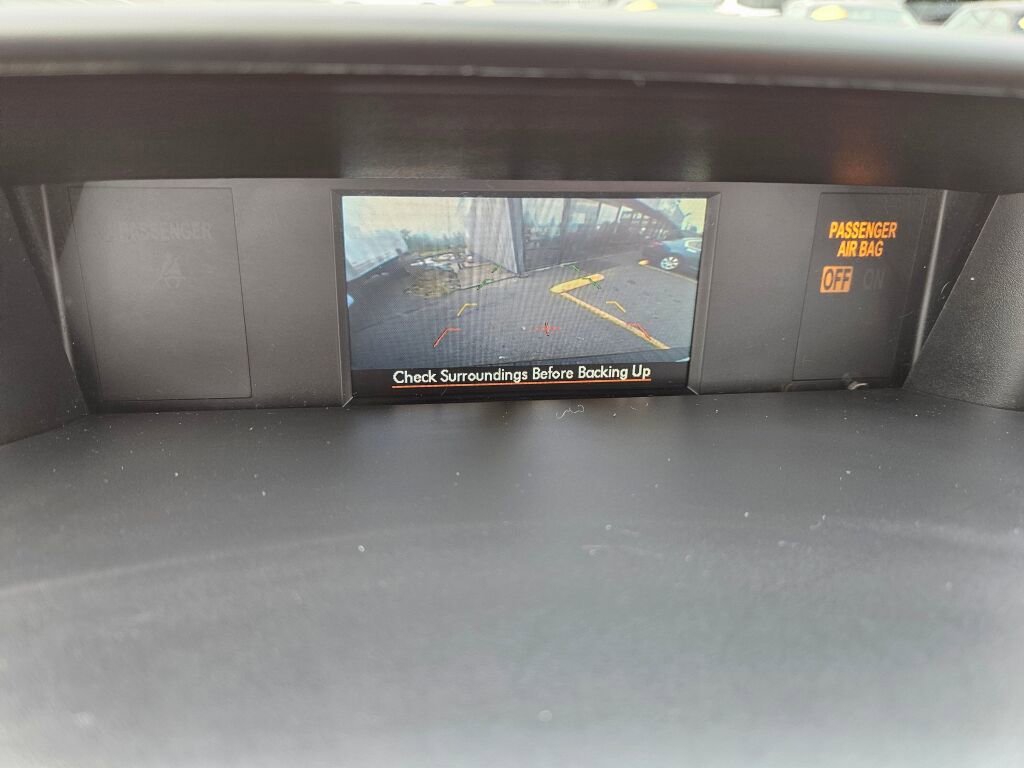 PASSENGER
Check Surroundings Before Backing Up
PASSENGER
AIR BAG
OFF ON